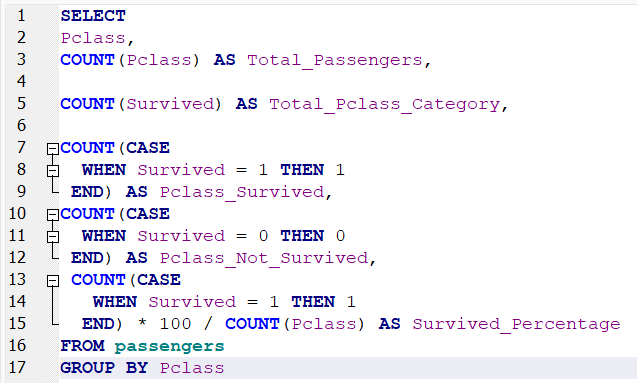 1 SELECT
2 Pclass,
3 COUNT(Pclass) AS Total_Passengers,
4
5 COUNT(Survived) AS Total_Pclass_Category,
6
7 COUNT(CASE
8 WHEN Survived = 1 THEN 1
9 END) AS Pclass_Survived,
10 COUNT(CASE
11 WHEN Survived = 0 THEN 0
12 END) AS Pclass_Not_Survived,
13 COUNT(CASE
14 WHEN Survived = 1 THEN 1
15 END) * 100 / COUNT(Pclass) AS Survived_Percentage
16 FROM passengers
17 GROUP BY Pclass